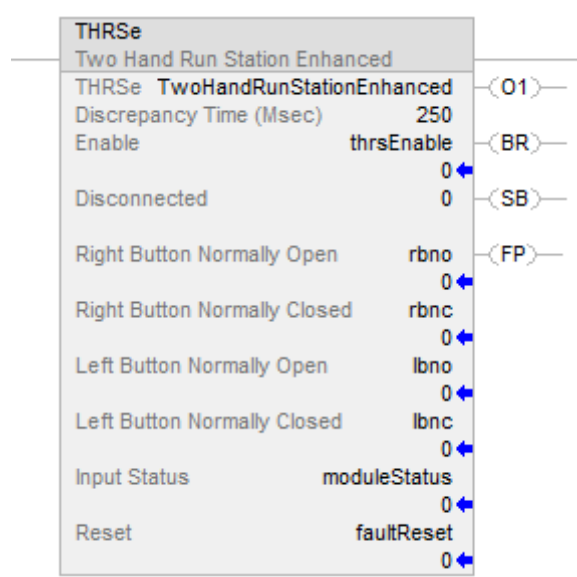 THRSe
Two Hand Run Station Enhanced
THRSe TwoHandRunStationEnhanced (O1)
Discrepancy Time (Msec) 250
Enable thrsEnable (BR)
0
Disconnected 0 (SB)
Right Button Normally Open rbno (FP)
0
Right Button Normally Closed rbnc
0
Left Button Normally Open lbno
0
Left Button Normally Closed lbnc
0
Input Status moduleStatus
0
Reset faultReset
0